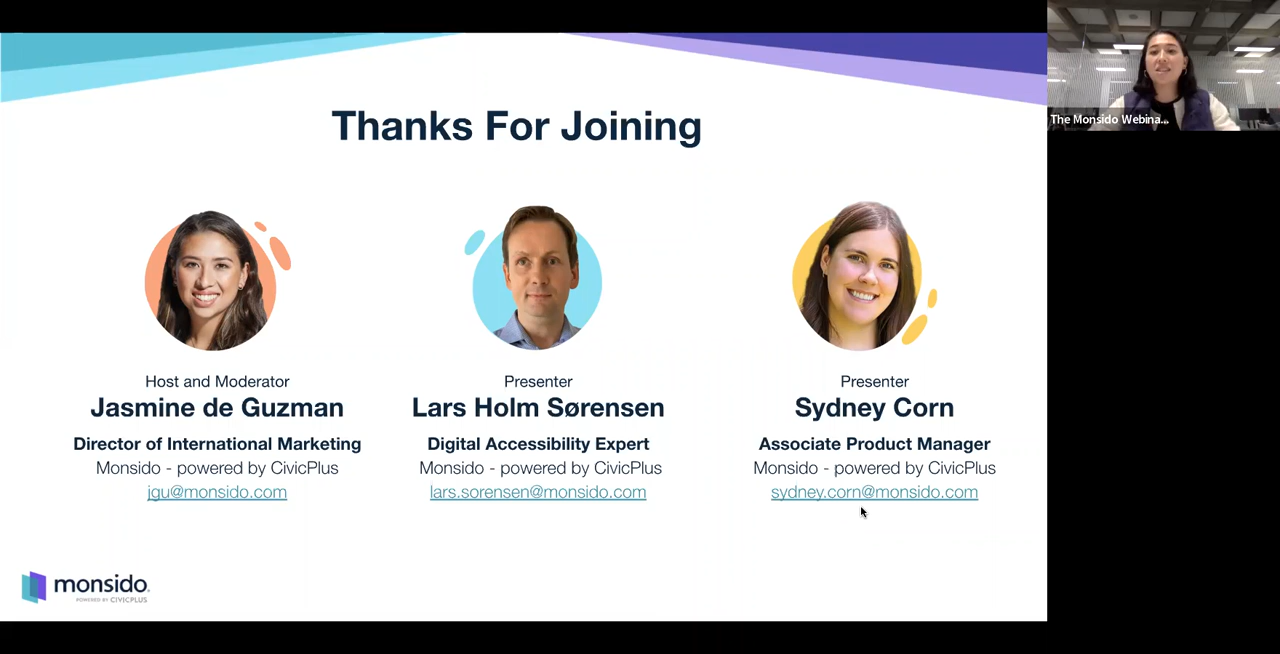 The Monsido Webina...
Thanks For Joining
Host and Moderator
Jasmine de Guzman
Director of International Marketing
Monsido - powered by CivicPlus
jgu@monsido.com
Presenter
Lars Holm Sørensen
Digital Accessibility Expert
Monsido - powered by CivicPlus
lars.sorensen@monsido.com
Presenter
Sydney Corn
Associate Product Manager
Monsido - powered by CivicPlus
sydney.corn@monsido.com
monsido
POWERED BY CIVICPLUS